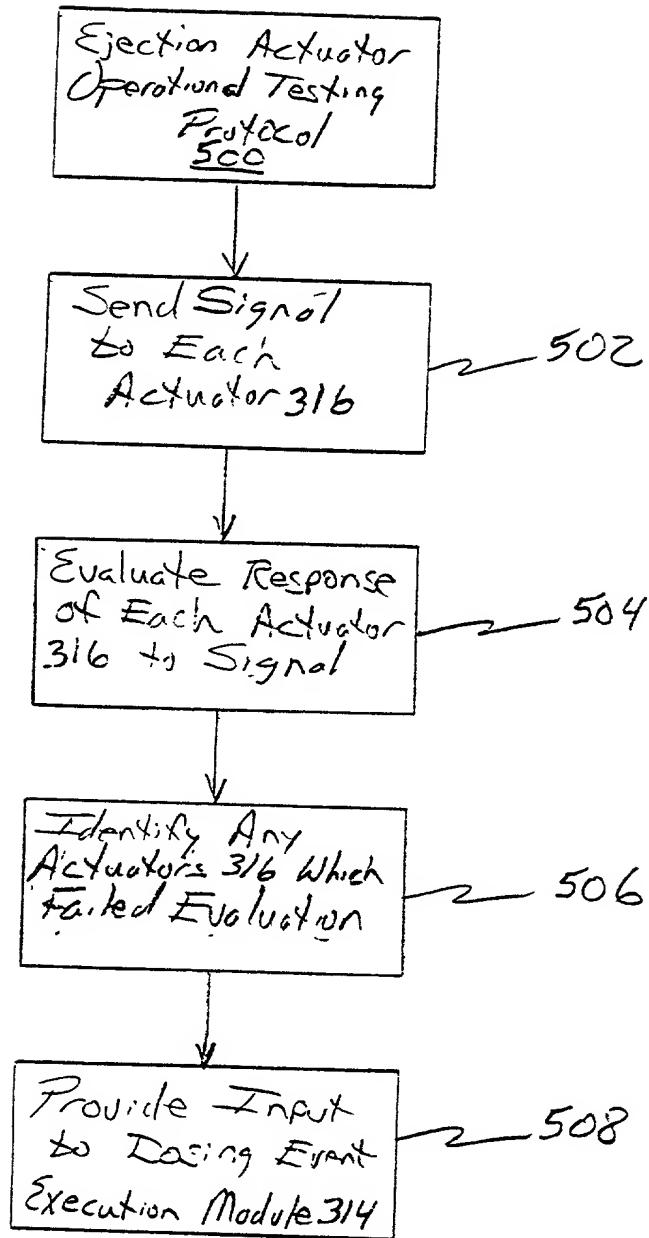 Ejection Actuator
Operational Testing
Protocol
500
Send Signal
to Each
Actuator 316
502
Evaluate Response
of Each Actuator
316 to Signal
504
Identify Any
Actuators 316 Which
Failed Evaluation
506
Provide Input
to Dosing Event
Execution Module 314
508